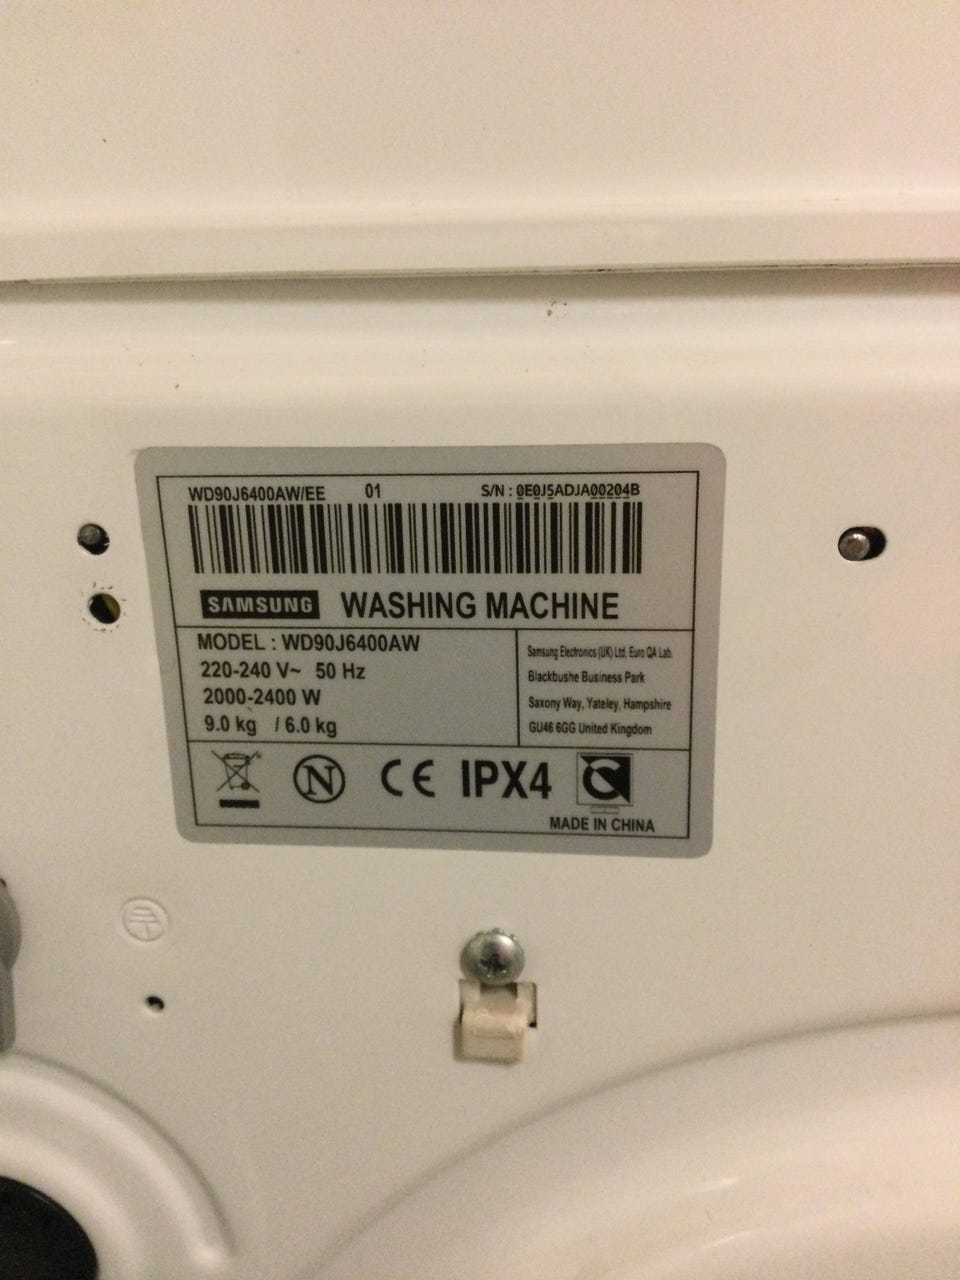 WD90J6400AW/EE 01 S/N : 0E0J5ADJA00204B
SAMSUNG WASHING MACHINE
MODEL : WD90J6400AW
220-240 V~ 50 Hz
2000-2400 W
9.0 kg / 6.0 kg
Samsung Electronics (UK) Ltd, Euro QA Lab.
Blackbushe Business Park
Saxony Way, Yateley, Hampshire
GU46 6GG United Kingdom
N CE IPX4
MADE IN CHINA